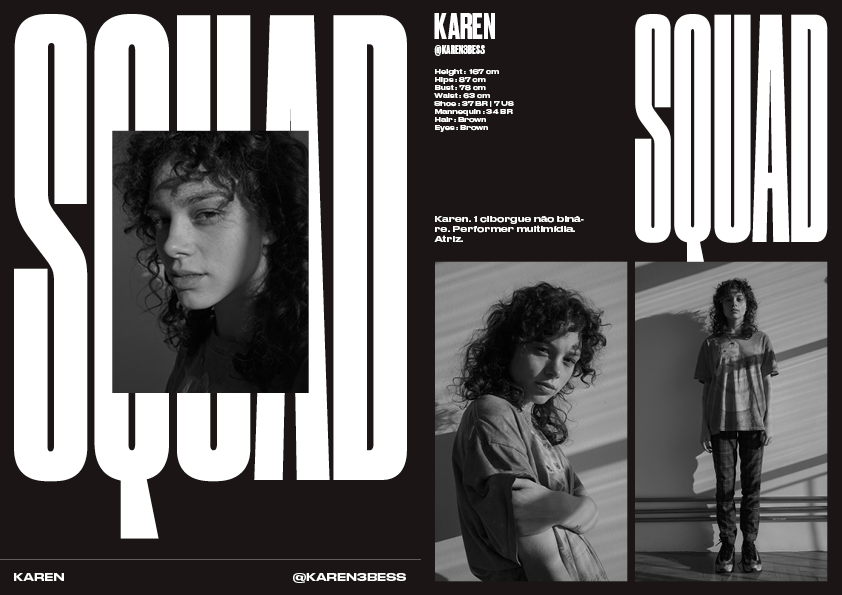 SQUAD
KAREN
@KAREN3BESS
KAREN
@KAREN3BESS
Height: 167 cm
Hips: 87 cm
Bust: 78 cm
Waist: 63 cm
Shoe: 37 BR | 7 US
Mannequin: 34 BR
Hair: Brown
Eyes: Brown
Karen. 1 ciborgue não biná-
re. Performer multimídia.
Atriz.
SQUAD